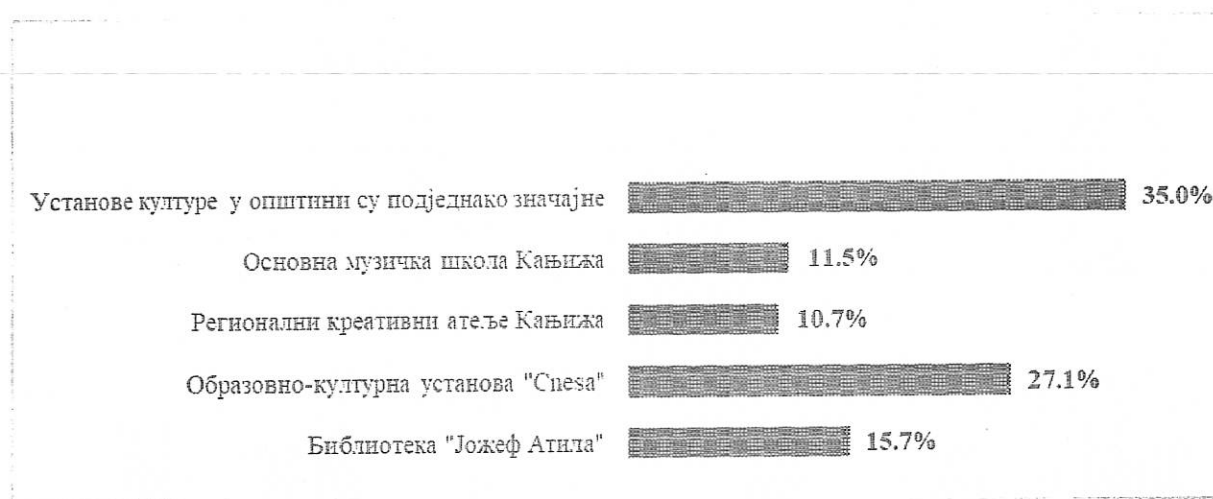 Установе културе у општини су подједнако значајне 35.0%
Основна музичка школа Кањижа 11.5%
Регионални креативни атеље Кањижа 10.7%
Образовно-културна установа "Cnesa" 27.1%
Библиотека "Јожеф Атила" 15.7%